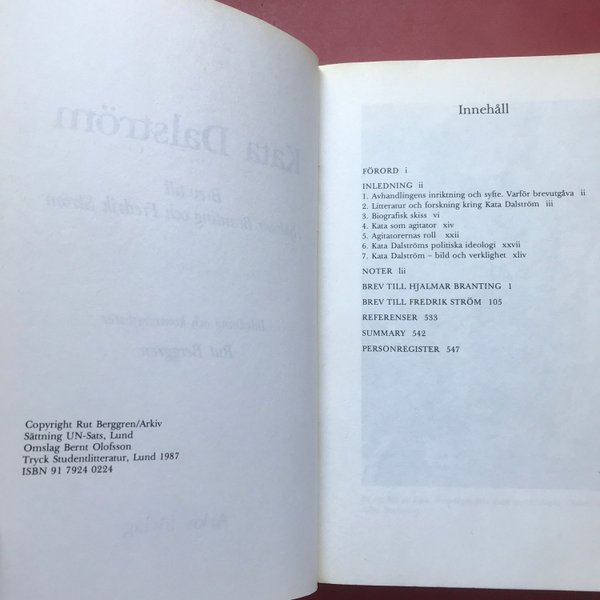 Copyright Rut Berggren/Arkiv
Sättning UN-Sats, Lund
Omslag Bernt Olofsson
Tryck Studentlitteratur, Lund 1987
ISBN 91 7924 0224
Innehåll
FÖRORD i
INLEDNING ii
1. Avhandlingens inriktning och syfte. Varför brevutgåva ii
2. Litteratur och forskning kring Kata Dalström iii
3. Biografisk skiss vi
4. Kata som agitator xiv
5. Agitatorernas roll xxii
6. Kata Dalströms politiska ideologi xxvii
7. Kata Dalström – bild och verklighet xliv
NOTER lii
BREV TILL HJALMAR BRANTING 1
BREV TILL FREDRIK STRÖM 105
REFERENSER 533
SUMMARY 542
PERSONREGISTER 547